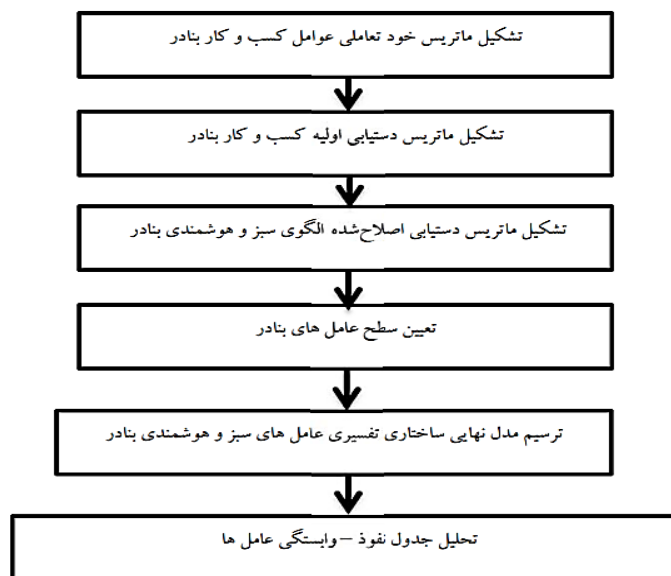 تشکیل ماتریس خود تعاملی عوامل کسب و کار بنادر
تشکیل ماتریس دستیابی اولیه کسب و کار بنادر
تشکیل ماتریس دستیابی اصلاح‌شده الگوی سبز و هوشمندی بنادر
تعیین سطح عامل های بنادر
ترسیم مدل نهایی ساختاری تفسیری عامل های سبز و هوشمندی بنادر
تحلیل جدول نفوذ – وابستگی عامل ها